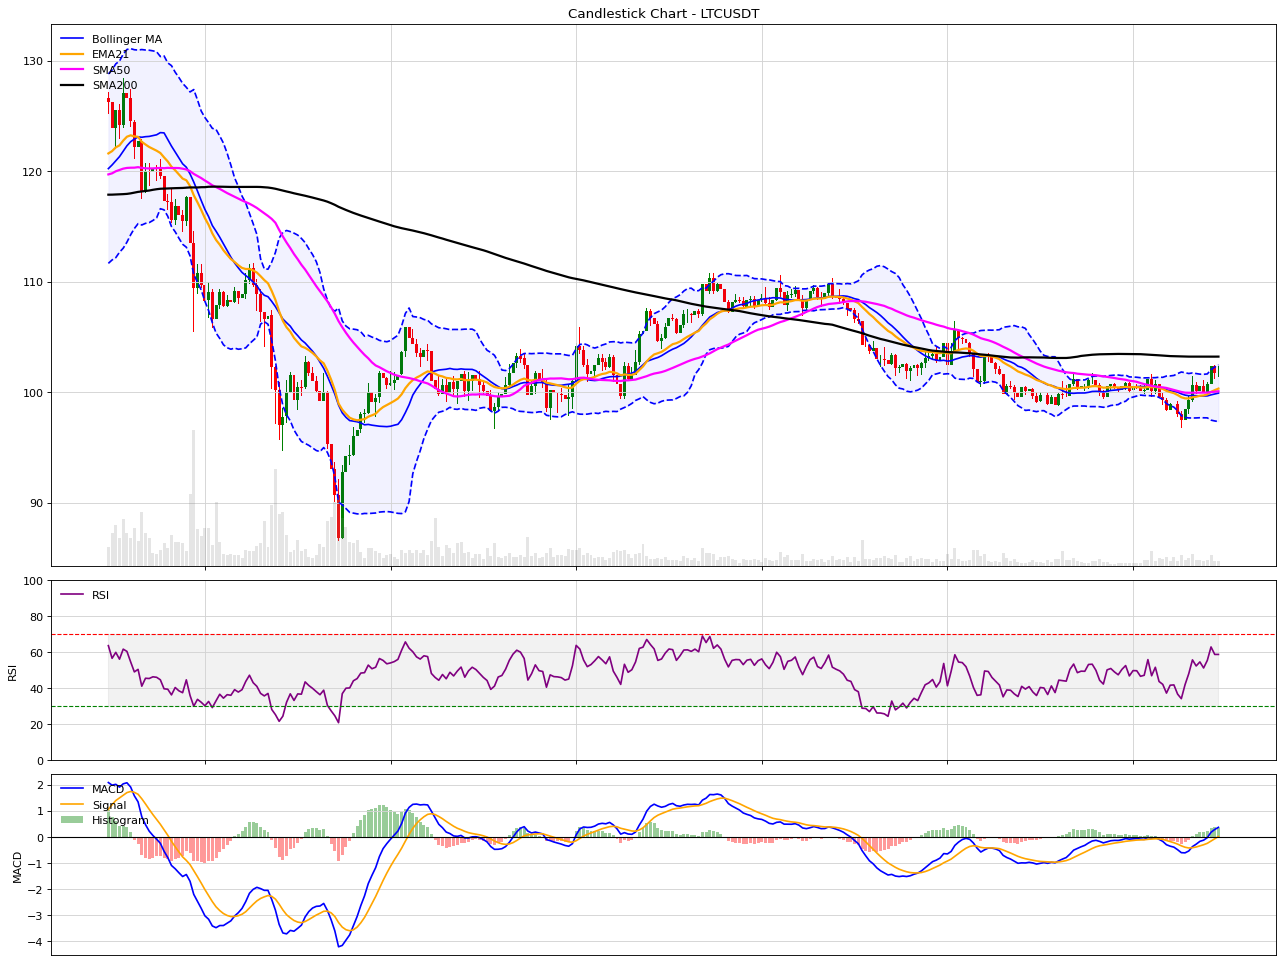 Candlestick Chart - LTCUSDT
Bollinger MA
EMA21
SMA50
SMA200
130
120
110
100
90
RSI
100
80
60
40
20
0
RSI
MACD
Signal
Histogram
2
1
0
−1
−2
−3
−4
MACD